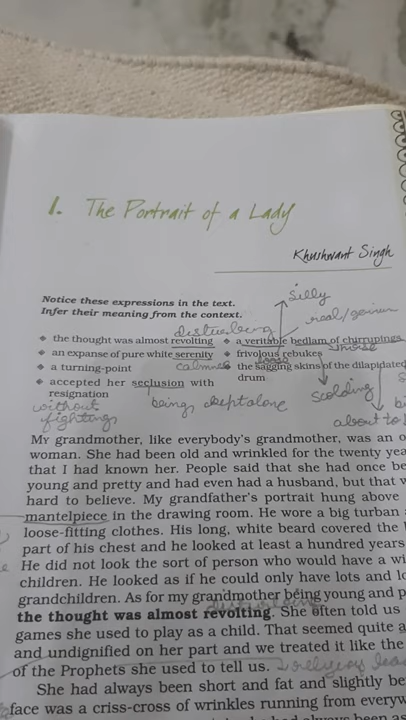 1. The Portrait of a Lady
Khushwant Singh
Notice these expressions in the text.
Infer their meaning from the context.
silly
real/genuin
disturbing
❖ the thought was almost revolting
❖ a veritable bedlam of chirrupings
noise
❖ an expanse of pure white serenity
❖ frivolous rebukes
calmness
❖ a turning-point
❖ the sagging skins of the dilapidated
drum
❖ accepted her seclusion with
resignation
scolding
being kept alone
without
fighting
about to
My grandmother, like everybody's grandmother, was an o
woman. She had been old and wrinkled for the twenty yea
that I had known her. People said that she had once be
young and pretty and had even had a husband, but that w
hard to believe. My grandfather's portrait hung above
mantelpiece in the drawing room. He wore a big turban
loose-fitting clothes. His long, white beard covered the
part of his chest and he looked at least a hundred years
He did not look the sort of person who would have a wi
children. He looked as if he could only have lots and lo
grandchildren. As for my grandmother being young and p
disturbing
the thought was almost revolting. She often told us
games she used to play as a child. That seemed quite a
and undignified on her part and we treated it like the
of the Prophets she used to tell us.
religious
She had always been short and fat and slightly be
face was a criss-cross of wrinkles running from everyw